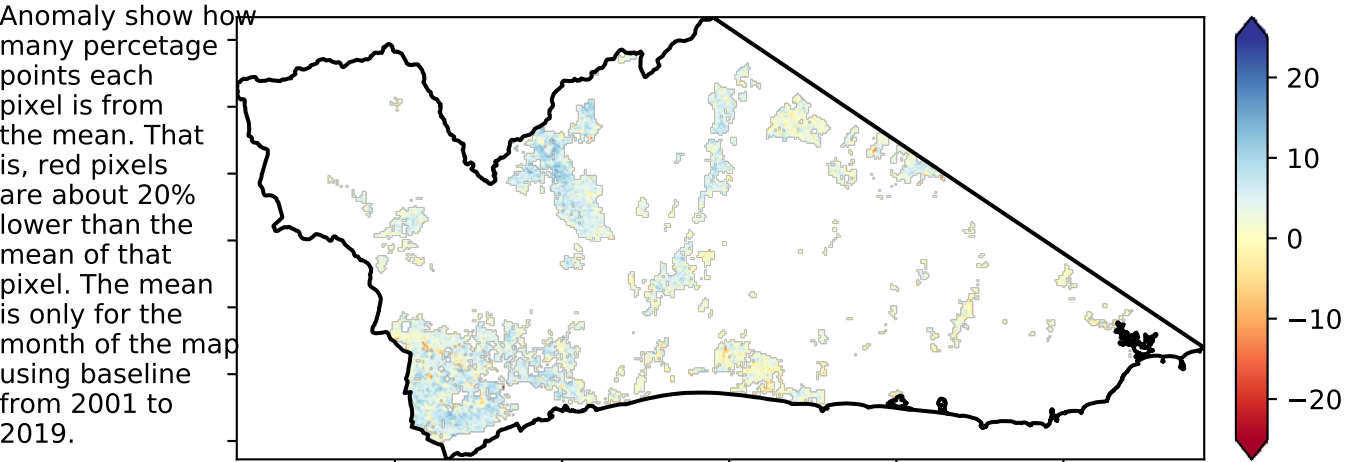 Anomaly show how
many percetage
points each
pixel is from
the mean. That
is, red pixels
are about 20%
lower than the
mean of that
pixel. The mean
is only for the
month of the map
using baseline
from 2001 to
2019.
20
10
0
−10
−20